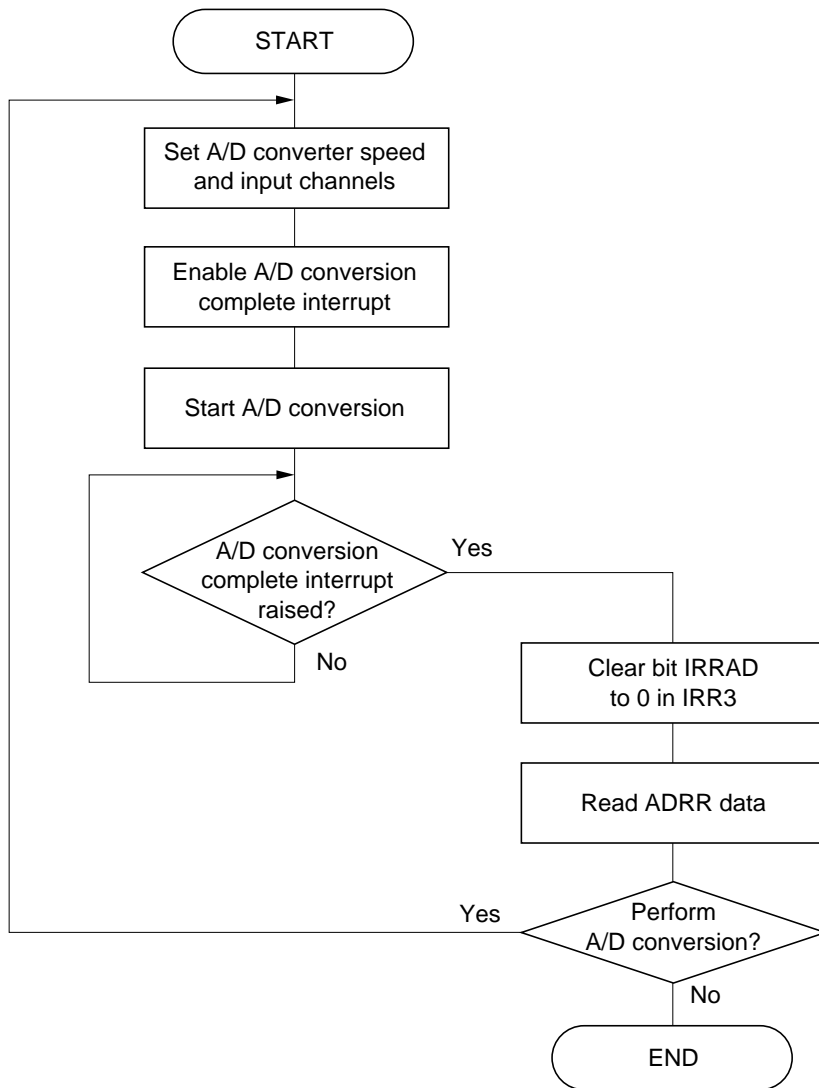 START
Set A/D converter speed
and input channels
Enable A/D conversion
complete interrupt
Start A/D conversion
A/D conversion
complete interrupt
raised?
Yes
No
Clear bit IRRAD
to 0 in IRR3
Read ADRR data
Perform
A/D conversion?
Yes
No
END